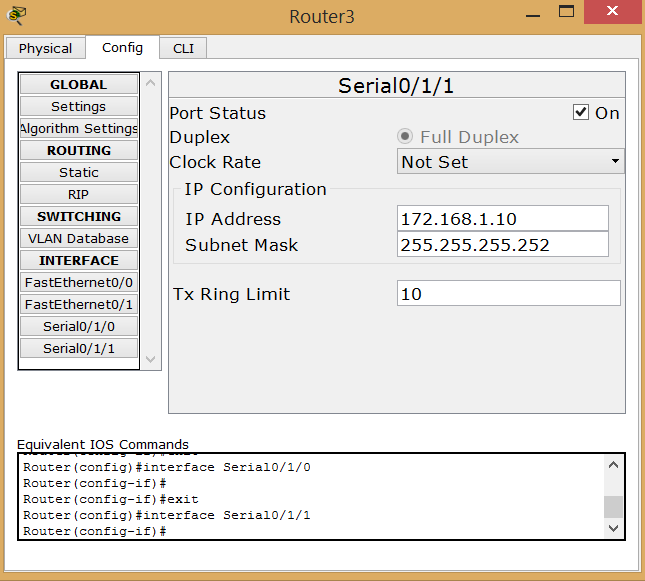 Router3
Physical Config CLI
GLOBAL
Settings
Algorithm Settings
ROUTING
Static
RIP
SWITCHING
VLAN Database
INTERFACE
FastEthernet0/0
FastEthernet0/1
Serial0/1/0
Serial0/1/1
Serial0/1/1
Port Status On
Duplex Full Duplex
Clock Rate Not Set
IP Configuration
IP Address 172.168.1.10
Subnet Mask 255.255.255.252
Tx Ring Limit 10
Equivalent IOS Commands
Router(config-if)#exit
Router(config)#interface Serial0/1/0
Router(config-if)#
Router(config-if)#exit
Router(config)#interface Serial0/1/1
Router(config-if)#